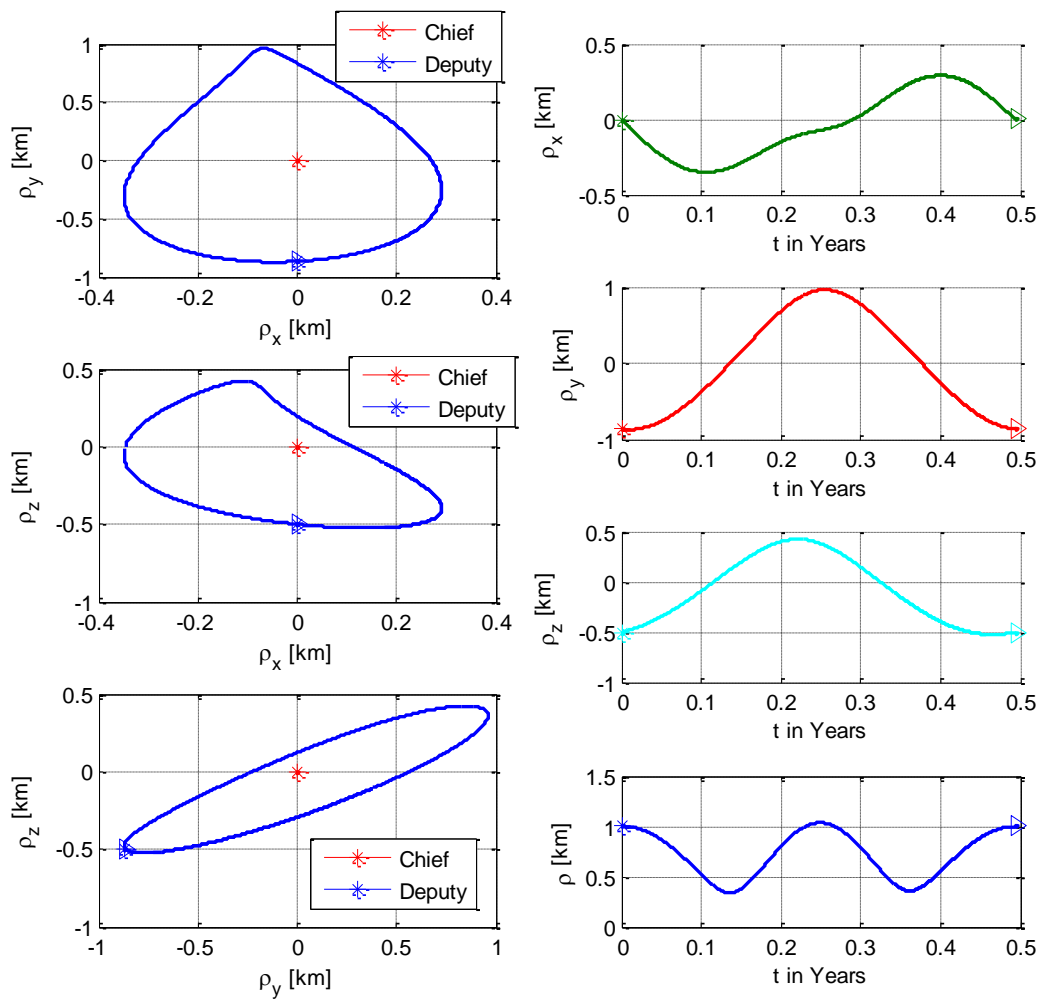 Chief
Deputy
1
0.5
0
-0.5
-1
ρy [km]
-0.4 -0.2 0 0.2 0.4
ρx [km]
Chief
Deputy
0.5
0
-0.5
-1
ρz [km]
-0.4 -0.2 0 0.2 0.4
ρx [km]
0.5
0
-0.5
-1
ρz [km]
Chief
Deputy
-1 -0.5 0 0.5 1
ρy [km]
0.5
0
-0.5
ρx [km]
0 0.1 0.2 0.3 0.4 0.5
t in Years
1
0
-1
ρy [km]
0 0.1 0.2 0.3 0.4 0.5
t in Years
0.5
0
-0.5
-1
ρz [km]
0 0.1 0.2 0.3 0.4 0.5
t in Years
1.5
1
0.5
0
ρ [km]
0 0.1 0.2 0.3 0.4 0.5
t in Years